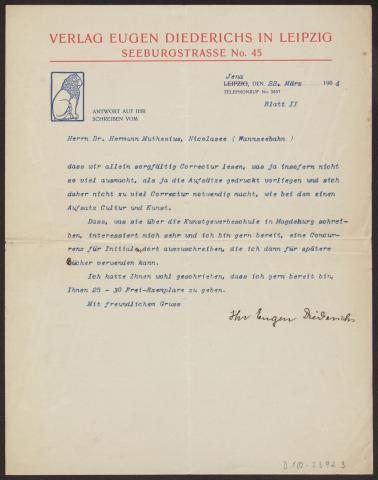 VERLAG EUGEN DIEDERICHS IN LEIPZIG
SEEBURGSTRASSE No. 45
Jena
LEIPZIG, DEN 22. März 1904
TELEPHONRUF No. 3657
Blatt II
ANTWORT AUF IHR
SCHREIBEN VOM
Herrn Dr. Hermann Muthesius, Nicolasee ( Wannseebahn )
dass wir allein sorgfältig Correctur lesen, was ja insofern nicht
so viel ausmacht, als ja die Aufsätze gedruckt vorliegen und sich
daher nicht zu viel Correctur notwendig macht, wie bei dem einen
Aufsatz Cultur und Kunst.
Dass, was sie über die Kunstgewerbeschule in Magdeburg schrei-
ben, interessiert mich sehr und ich bin gern bereit, eine Concur-
renz für Initialen dort auszuschreiben, die ich dann für spätere
Bücher verwenden kann.
Ich hatte Ihnen wohl geschrieben, dass ich gern bereit bin,
Ihnen 25 - 30 Frei-Exemplare zu geben.
Mit freundlichem Gruss
Ihr Eugen Diederichs
D 102-2392 3